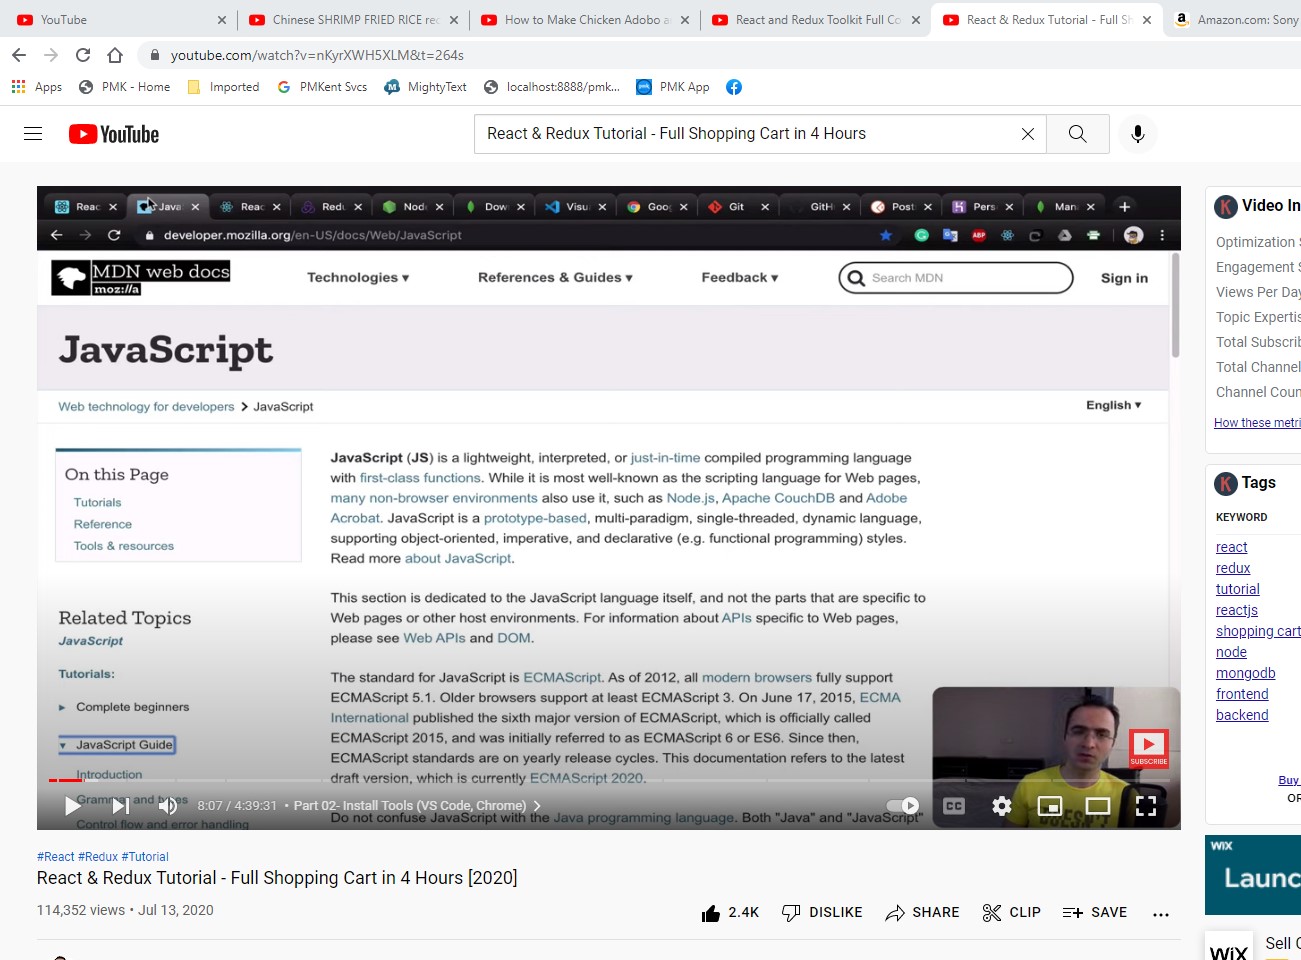 YouTube
Chinese SHRIMP FRIED RICE rec
How to Make Chicken Adobo a
React and Redux Toolkit Full Co
React & Redux Tutorial - Full Sh
Amazon.com: Sony
youtube.com/watch?v=nKyrXWH5XLM&t=264s
Apps
PMK - Home
Imported
PMKent Svcs
MightyText
localhost:8888/pmk...
PMK App
YouTube
React & Redux Tutorial - Full Shopping Cart in 4 Hours
Reac
Java
Reac
Redu
Node
Dow
Visu
Goog
Git
GitH
Post
Pers
Man
developer.mozilla.org/en-US/docs/Web/JavaScript
ABP
MDN web docs
moz://a
Technologies ▾
References & Guides ▾
Feedback ▾
Search MDN
Sign in
JavaScript
Web technology for developers > JavaScript
English ▾
On this Page
Tutorials
Reference
Tools & resources
JavaScript (JS) is a lightweight, interpreted, or just-in-time compiled programming language
with first-class functions. While it is most well-known as the scripting language for Web pages,
many non-browser environments also use it, such as Node.js, Apache CouchDB and Adobe
Acrobat. JavaScript is a prototype-based, multi-paradigm, single-threaded, dynamic language,
supporting object-oriented, imperative, and declarative (e.g. functional programming) styles.
Read more about JavaScript.
This section is dedicated to the JavaScript language itself, and not the parts that are specific to
Web pages or other host environments. For information about APIs specific to Web pages,
please see Web APIs and DOM.
The standard for JavaScript is ECMAScript. As of 2012, all modern browsers fully support
ECMAScript 5.1. Older browsers support at least ECMAScript 3. On June 17, 2015, ECMA
International published the sixth major version of ECMAScript, which is officially called
ECMAScript 2015, and was initially referred to as ECMAScript 6 or ES6. Since then,
ECMAScript standards are on yearly release cycles. This documentation refers to the latest
draft version, which is currently ECMAScript 2020.
Do not confuse JavaScript with the Java programming language. Both "Java" and "JavaScript"
Related Topics
JavaScript
Tutorials:
Complete beginners
JavaScript Guide
Introduction
Grammar and types
Control flow and error handling
SUBSCRIBE
8:07 / 4:39:31 • Part 02- Install Tools (VS Code, Chrome) >
CC
#React #Redux #Tutorial
React & Redux Tutorial - Full Shopping Cart in 4 Hours [2020]
114,352 views • Jul 13, 2020
2.4K
DISLIKE
SHARE
CLIP
SAVE
K Video In
Optimization S
Engagement S
Views Per Day
Topic Expertis
Total Subscrib
Total Channel
Channel Coun
How these metri
K Tags
KEYWORD
react
redux
tutorial
reactjs
shopping cart
node
mongodb
frontend
backend
Buy
OR
WIX
Launc
WIX
Sell O